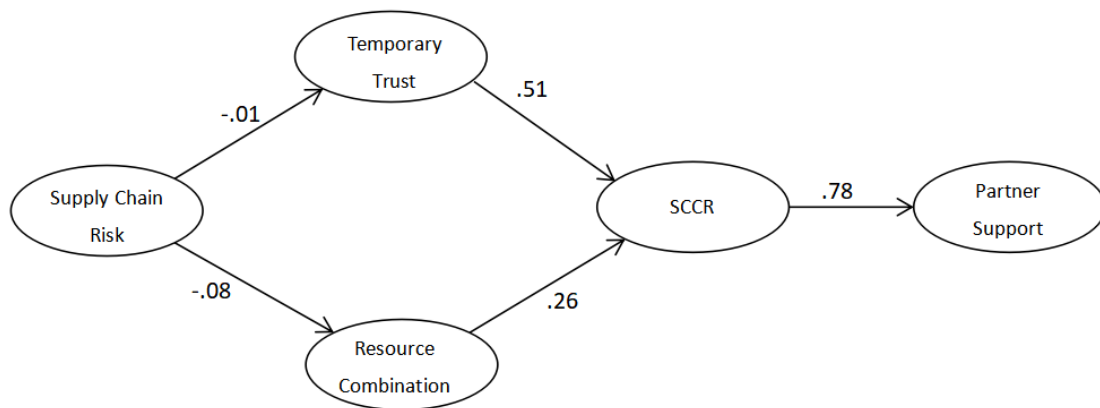 Temporary
Trust
-.01
.51
Supply Chain
Risk
SCCR
.78
Partner
Support
-.08
.26
Resource
Combination